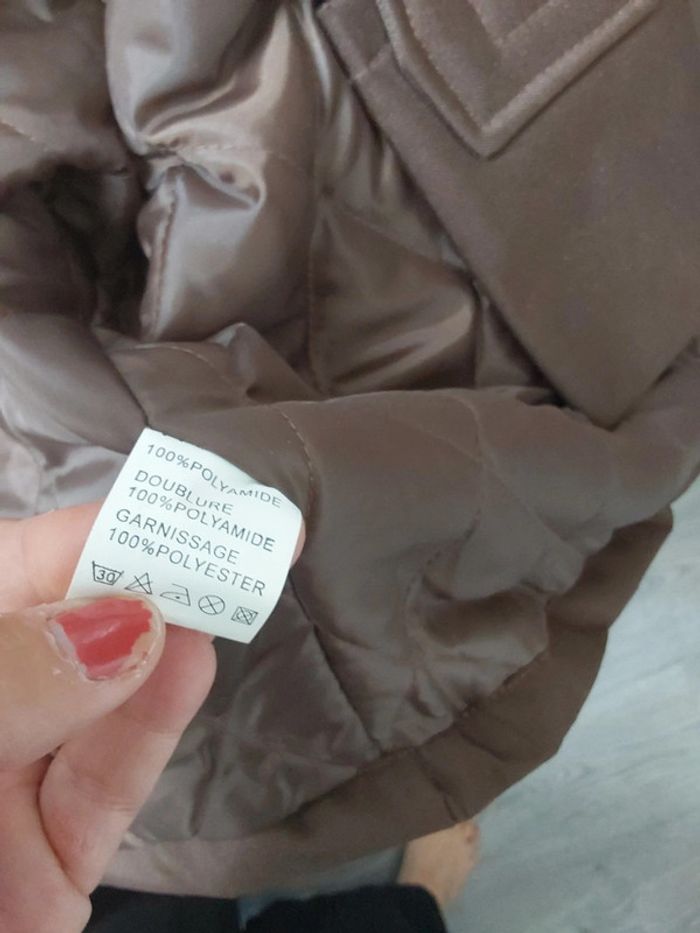 100%POLYAMIDE
DOUBLURE
100%POLYAMIDE
GARNISSAGE
100%POLYESTER
30